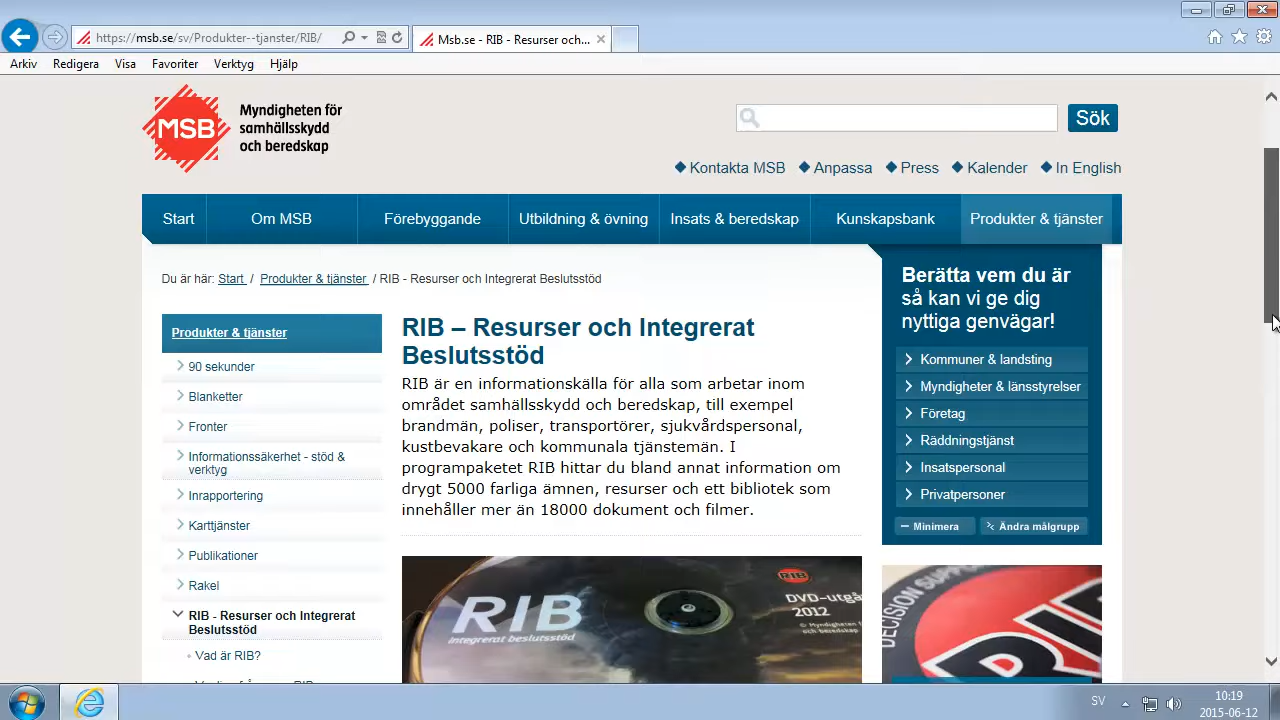 https://msb.se/sv/Produkter--tjanster/RIB/
Msb.se - RIB - Resurser och...
Arkiv Redigera Visa Favoriter Verktyg Hjälp
MSB
Myndigheten för
samhällsskydd
och beredskap
Sök
Kontakta MSB Anpassa Press Kalender In English
Start Om MSB Förebyggande Utbildning & övning Insats & beredskap Kunskapsbank Produkter & tjänster
Du är här: Start / Produkter & tjänster / RIB - Resurser och Integrerat Beslutsstöd
Produkter & tjänster
90 sekunder
Blanketter
Fronter
Informationssäkerhet - stöd &
verktyg
Inrapportering
Karttjänster
Publikationer
Rakel
RIB - Resurser och Integrerat
Beslutsstöd
Vad är RIB?
RIB – Resurser och Integrerat
Beslutsstöd
RIB är en informationskälla för alla som arbetar inom
området samhällsskydd och beredskap, till exempel
brandmän, poliser, transportörer, sjukvårdspersonal,
kustbevakare och kommunala tjänstemän. I
programpaketet RIB hittar du bland annat information om
drygt 5000 farliga ämnen, resurser och ett bibliotek som
innehåller mer än 18000 dokument och filmer.
RIB
integrerat beslutsstöd
RIB
2012
Berätta vem du är
så kan vi ge dig
nyttiga genvägar!
Kommuner & landsting
Myndigheter & länsstyrelser
Företag
Räddningstjänst
Insatspersonal
Privatpersoner
Minimera Ändra målgrupp
DECISION
SV
10:19
2015-06-12